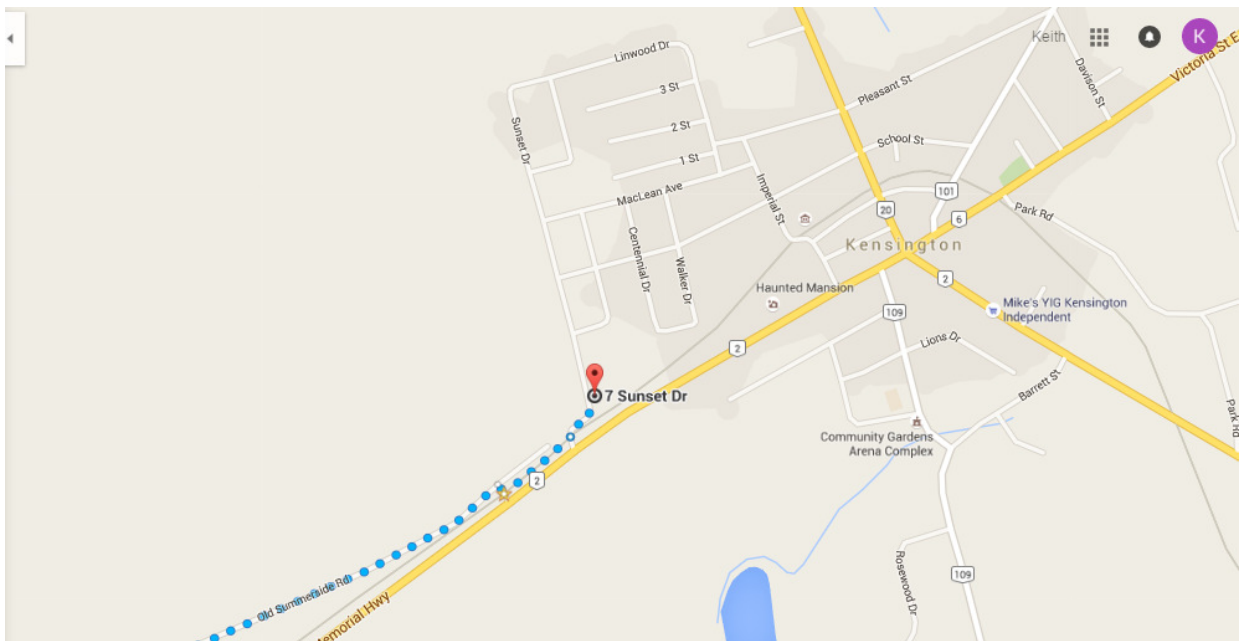 Keith
K
Linwood Dr
Victoria St E
Davison St
3 St
Pleasant St
Sunset Dr
2 St
School St
1 St
MacLean Ave
Imperial St
101
20
6
Park Rd
Centennial Dr
Kensington
Walker Dr
2
Haunted Mansion
Mike's YIG Kensington
Independent
109
Lions Dr
2
Barrett St
7 Sunset Dr
Park Rd
Community Gardens
Arena Complex
2
Rosewood Dr
109
Old Summerside Rd
emorial Hwy